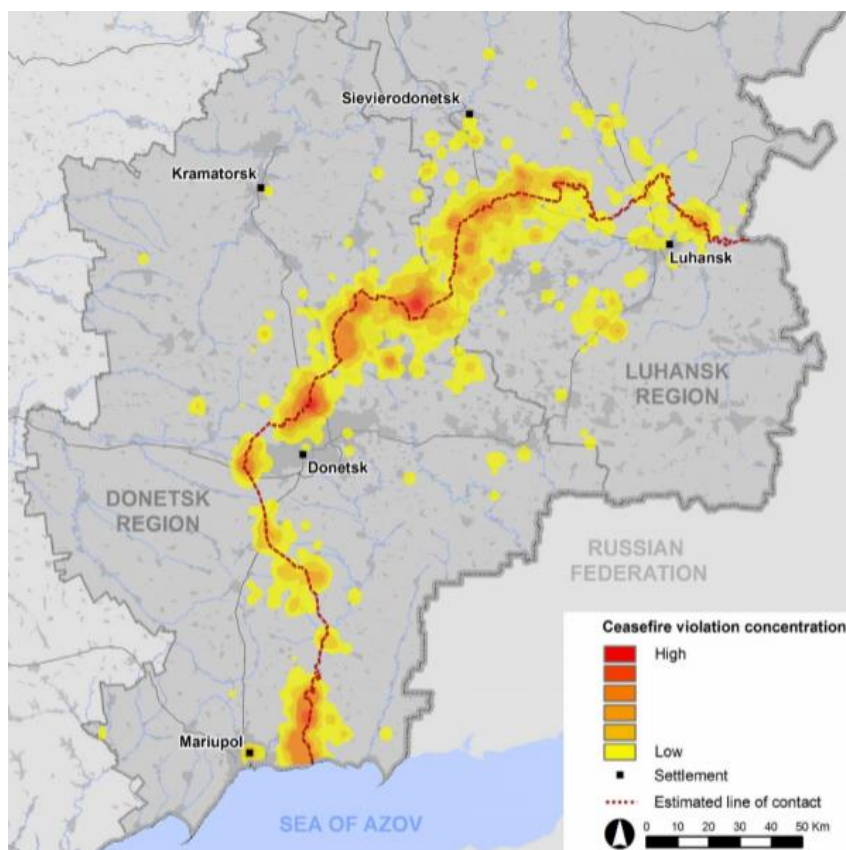 Sievierodonetsk
Kramatorsk
Luhansk
LUHANSK
REGION
Donetsk
DONETSK
REGION
RUSSIAN
FEDERATION
Mariupol
SEA OF AZOV
Ceasefire violation concentration
High
Low
Settlement
Estimated line of contact
0 10 20 30 40 50 Km